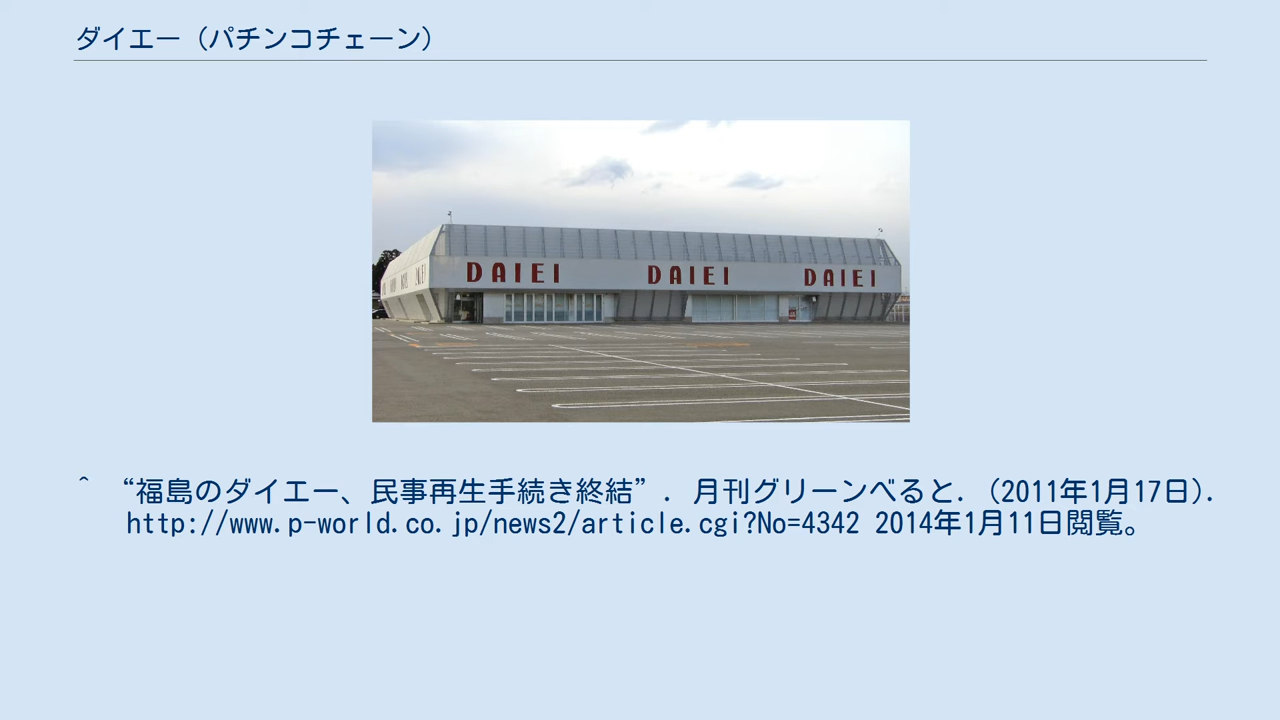 ダイエー（パチンコチェーン）
DAIEI DAIEI DAIEI
^ “福島のダイエー、民事再生手続き終結”. 月刊グリーンべると. (2011年1月17日).
http://www.p-world.co.jp/news2/article.cgi?No=4342 2014年1月11日閲覧。